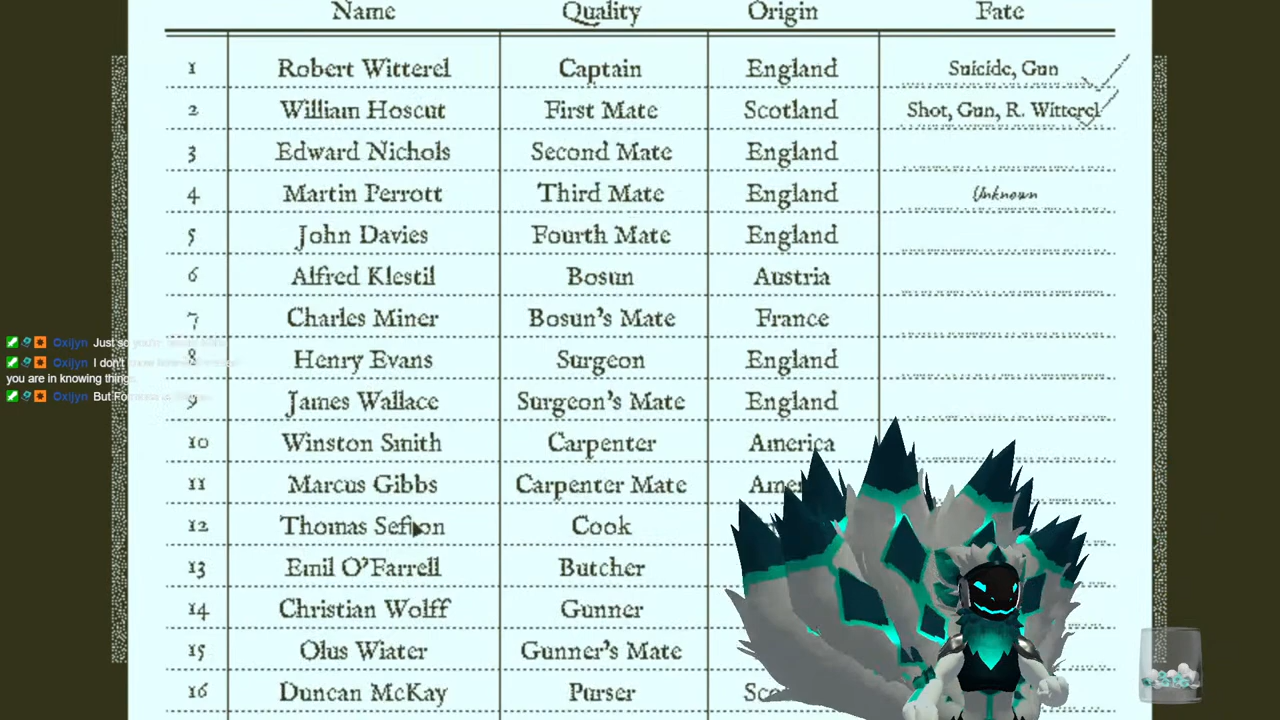 Name Quality Origin Fate
1 Robert Witterel Captain England Suicide, Gun
2 William Hoscut First Mate Scotland Shot, Gun, R. Witterel
3 Edward Nichols Second Mate England
4 Martin Perrott Third Mate England Unknown
5 John Davies Fourth Mate England
6 Alfred Klestil Bosun Austria
7 Charles Miner Bosun's Mate France
Oxijyn Just so
8 Henry Evans Surgeon England
Oxijyn I don't
you are in knowing
9 James Wallace Surgeon's Mate England
Oxijyn But
10 Winston Smith Carpenter America
11 Marcus Gibbs Carpenter Mate
12 Thomas Sefton Cook
13 Emil O'Farrell Butcher
14 Christian Wolff Gunner
15 Olus Wiater Gunner's Mate
16 Duncan McKay Purser